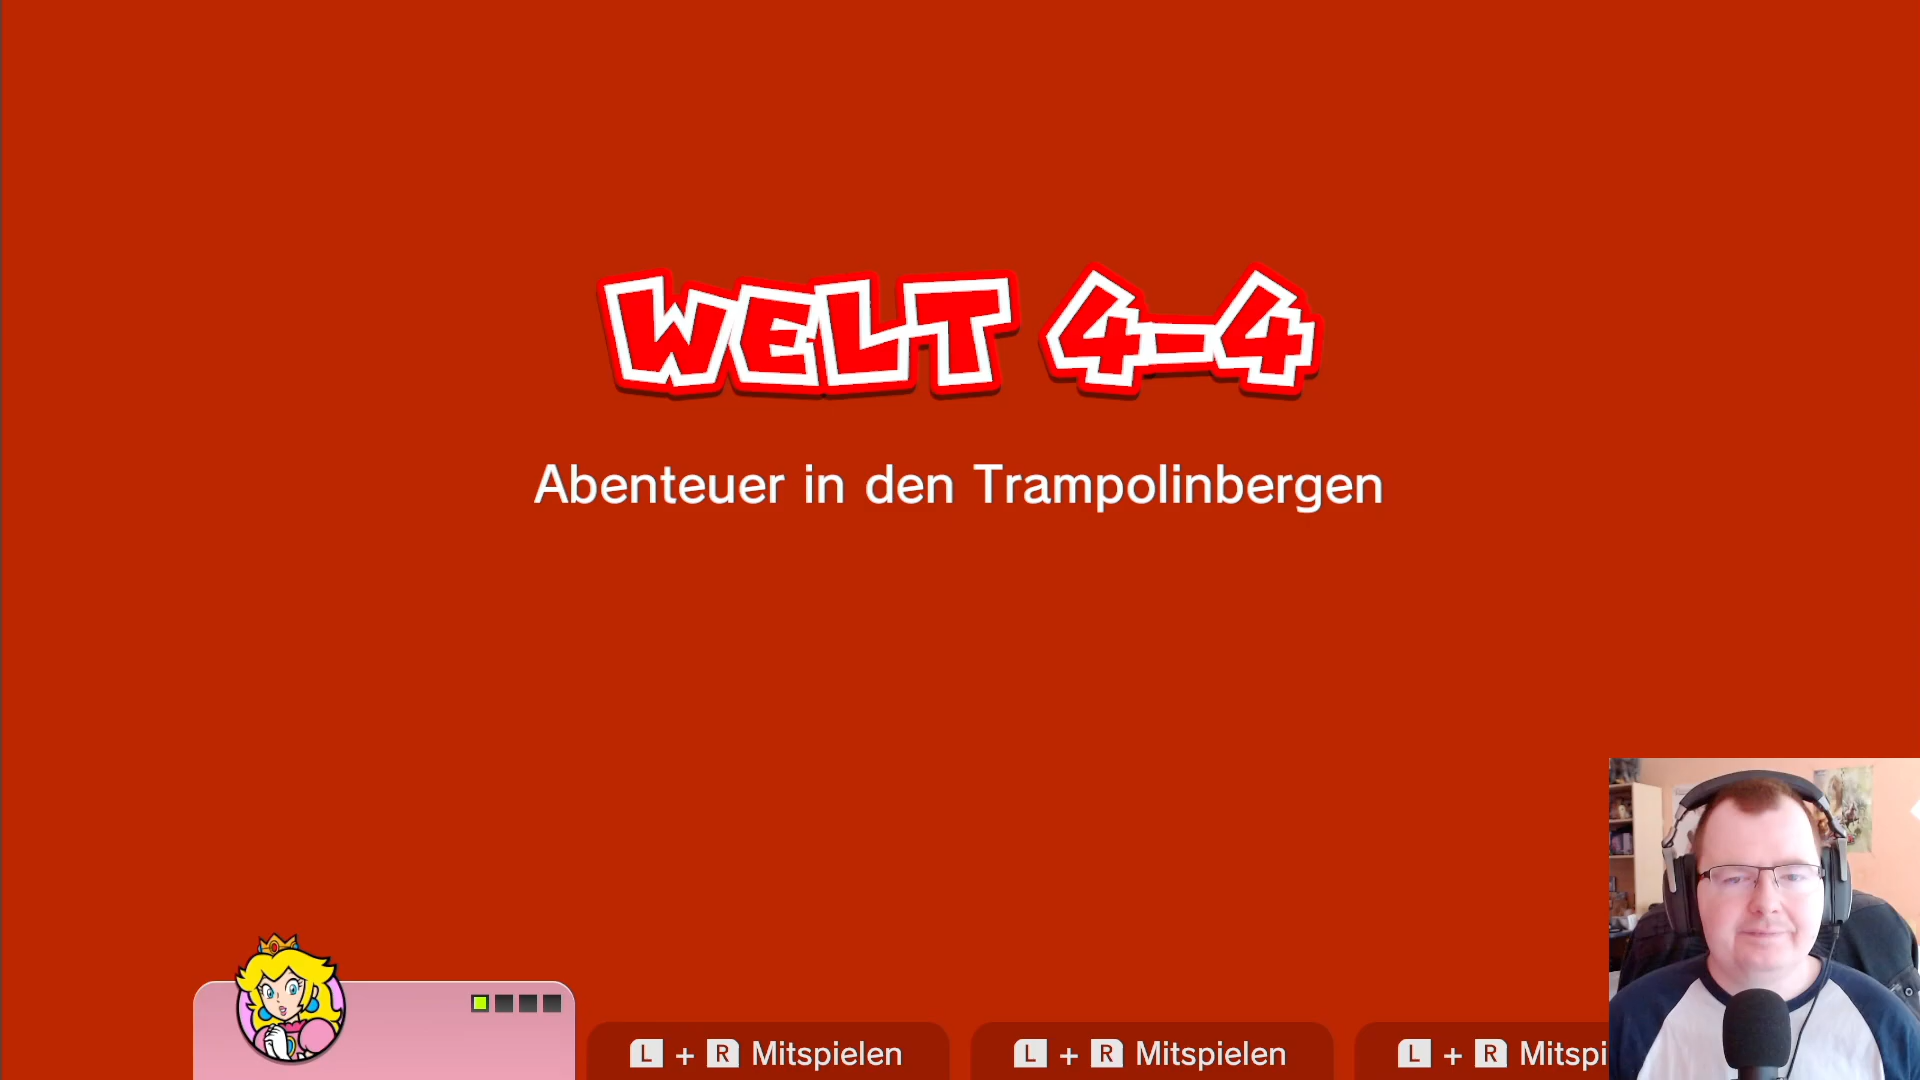 WELT 4-4
Abenteuer in den Trampolinbergen
L + R Mitspielen
L + R Mitspielen
L + R Mitspi